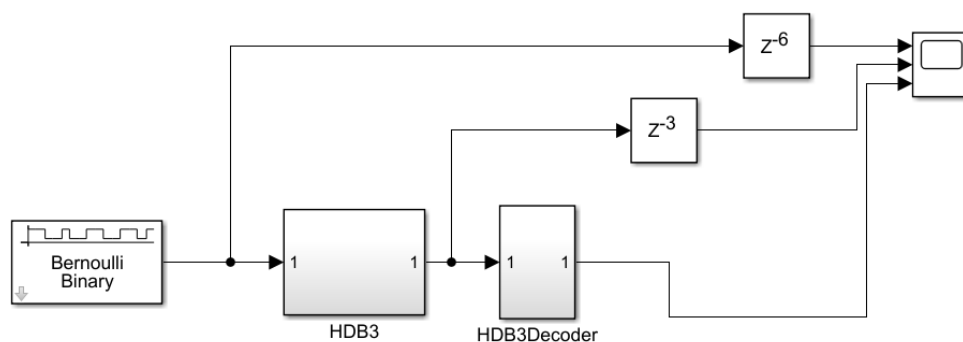 Z-6
Z-3
Bernoulli
Binary
1
1
1
1
HDB3
HDB3Decoder